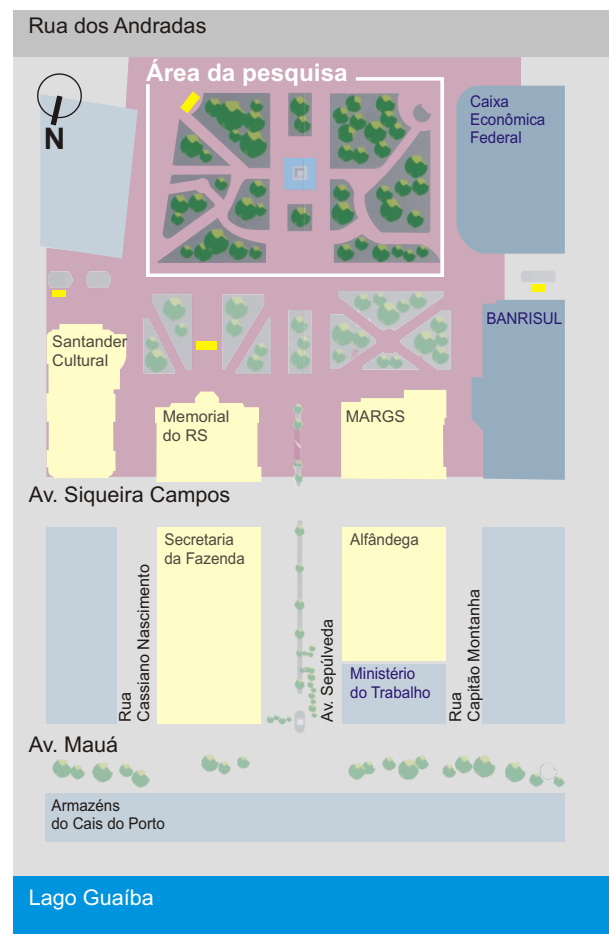 Rua dos Andradas
Área da pesquisa
N
Caixa
Econômica
Federal
BANRISUL
Santander
Cultural
Memorial
do RS
MARGS
Av. Siqueira Campos
Secretaria
da Fazenda
Alfândega
Rua
Cassiano Nascimento
Av. Sepúlveda
Ministério
do Trabalho
Rua
Capitão Montanha
Av. Mauá
Armazéns
do Cais do Porto
Lago Guaíba